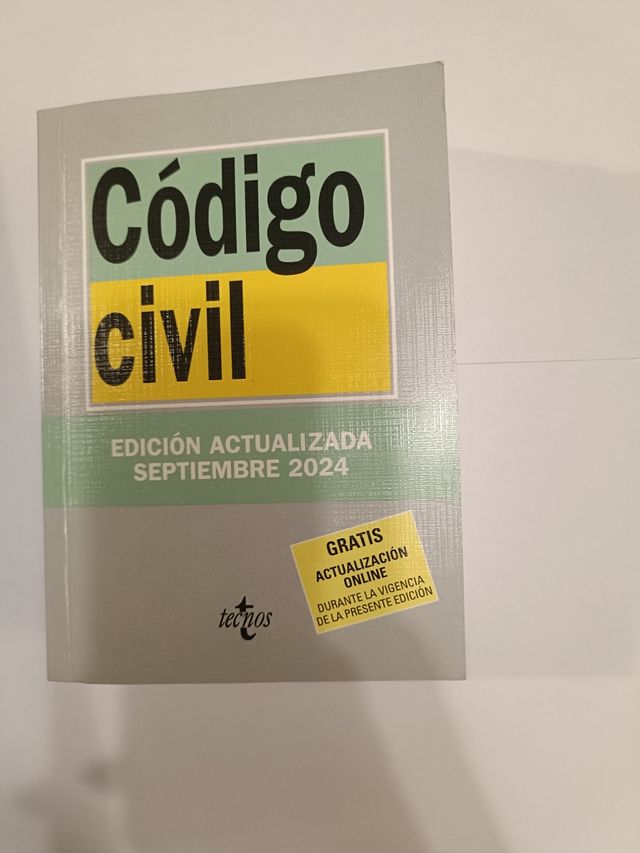 Código
civil
EDICIÓN ACTUALIZADA
SEPTIEMBRE 2024
GRATIS
ACTUALIZACIÓN
ONLINE
DURANTE LA VIGENCIA
DE LA PRESENTE EDICIÓN
tecnos